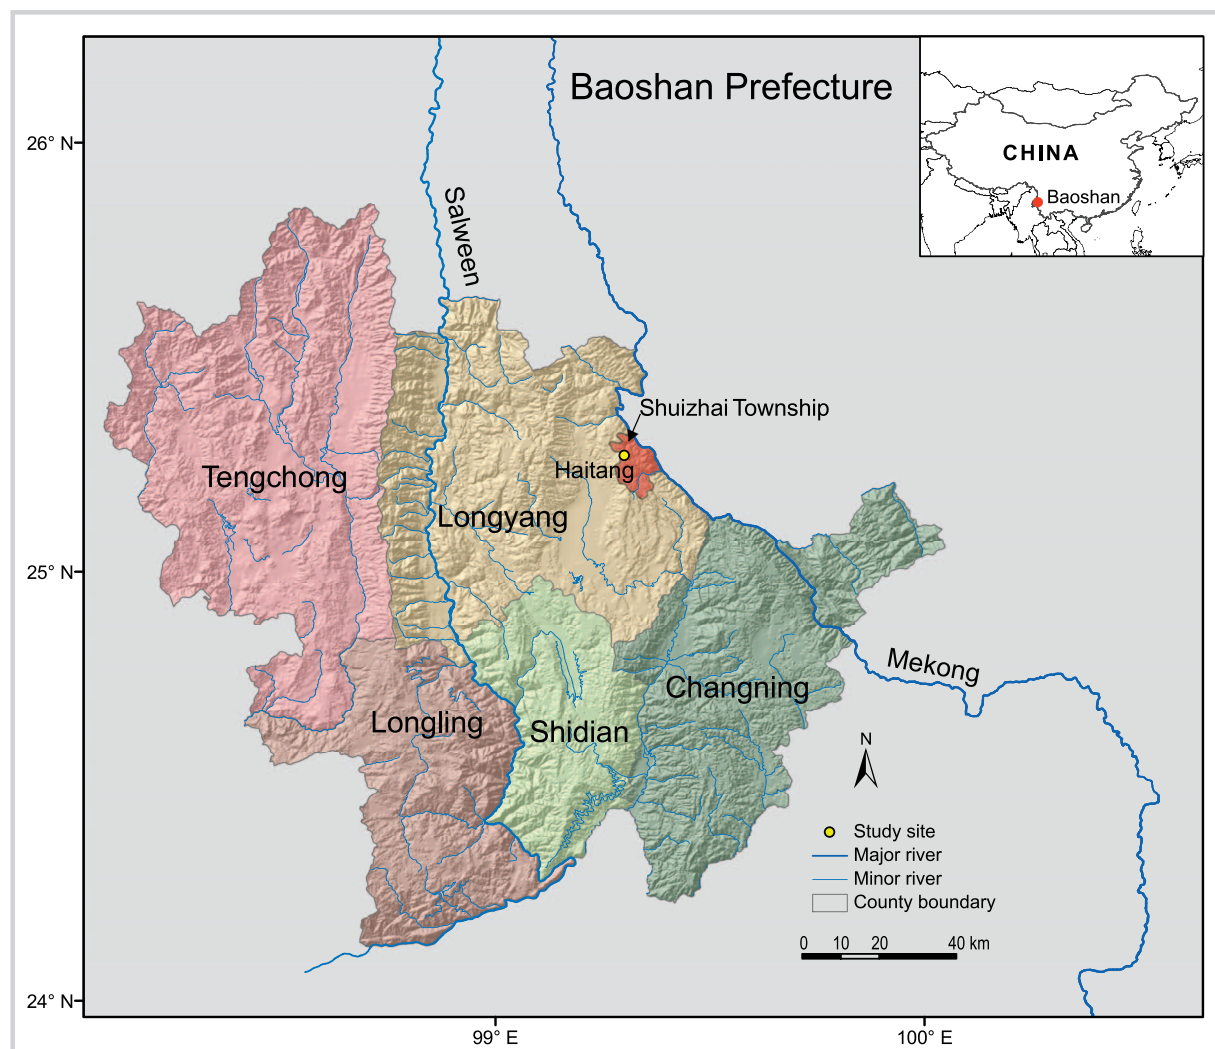 Baoshan Prefecture
CHINA
Baoshan
26° N
Salween
Shuizhai Township
Haitang
Tengchong
Longyang
25° N
Mekong
Changning
Longling
Shidian
N
Study site
Major river
Minor river
County boundary
0 10 20 40 km
24° N
99° E
100° E